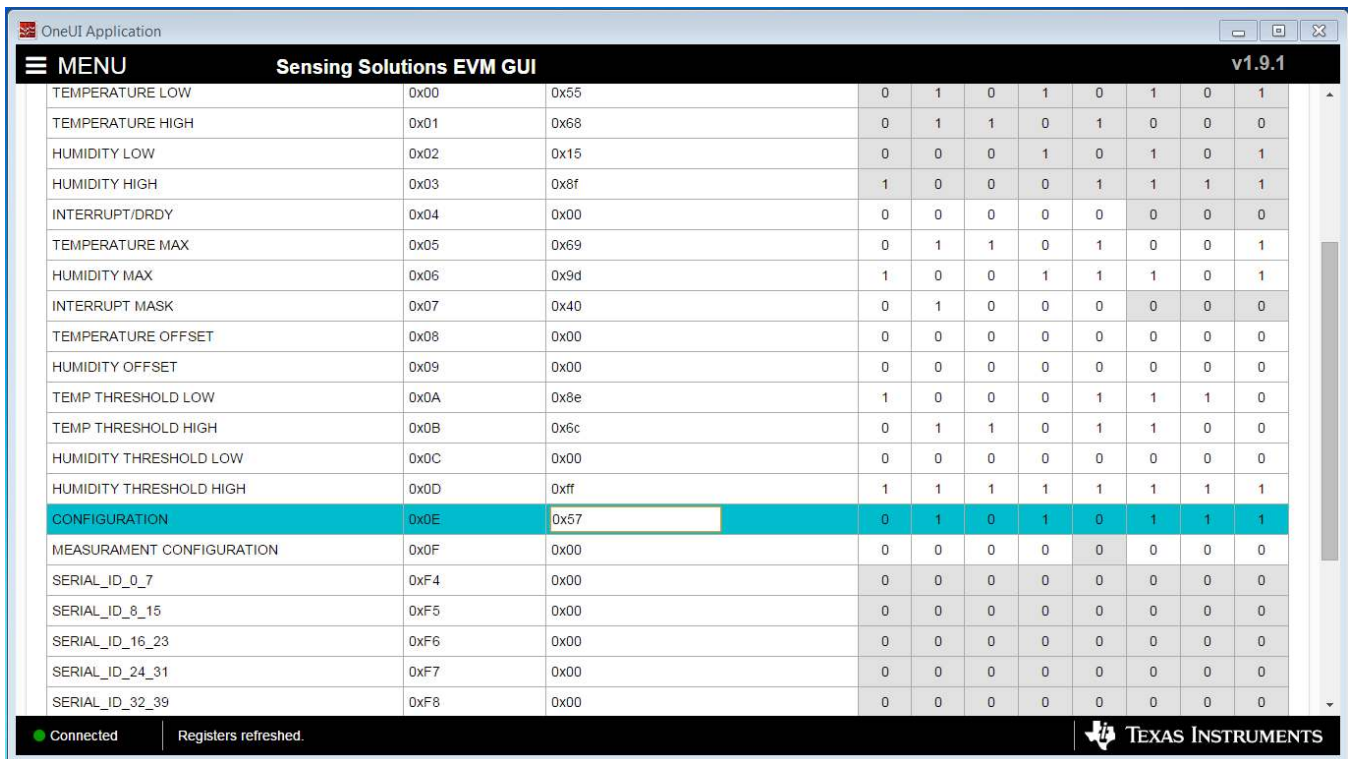 OneUI Application
MENU Sensing Solutions EVM GUI v1.9.1
TEMPERATURE LOW 0x00 0x55 0 1 0 1 0 1 0 1
TEMPERATURE HIGH 0x01 0x68 0 1 1 0 1 0 0 0
HUMIDITY LOW 0x02 0x15 0 0 0 1 0 1 0 1
HUMIDITY HIGH 0x03 0x8f 1 0 0 0 1 1 1 1
INTERRUPT/DRDY 0x04 0x00 0 0 0 0 0 0 0 0
TEMPERATURE MAX 0x05 0x69 0 1 1 0 1 0 0 1
HUMIDITY MAX 0x06 0x9d 1 0 0 1 1 1 0 1
INTERRUPT MASK 0x07 0x40 0 1 0 0 0 0 0 0
TEMPERATURE OFFSET 0x08 0x00 0 0 0 0 0 0 0 0
HUMIDITY OFFSET 0x09 0x00 0 0 0 0 0 0 0 0
TEMP THRESHOLD LOW 0x0A 0x8e 1 0 0 0 1 1 1 0
TEMP THRESHOLD HIGH 0x0B 0x6c 0 1 1 0 1 1 0 0
HUMIDITY THRESHOLD LOW 0x0C 0x00 0 0 0 0 0 0 0 0
HUMIDITY THRESHOLD HIGH 0x0D 0xff 1 1 1 1 1 1 1 1
CONFIGURATION 0x0E 0x57 0 1 0 1 0 1 1 1
MEASURAMENT CONFIGURATION 0x0F 0x00 0 0 0 0 0 0 0 0
SERIAL_ID_0_7 0xF4 0x00 0 0 0 0 0 0 0 0
SERIAL_ID_8_15 0xF5 0x00 0 0 0 0 0 0 0 0
SERIAL_ID_16_23 0xF6 0x00 0 0 0 0 0 0 0 0
SERIAL_ID_24_31 0xF7 0x00 0 0 0 0 0 0 0 0
SERIAL_ID_32_39 0xF8 0x00 0 0 0 0 0 0 0 0
Connected Registers refreshed. TEXAS INSTRUMENTS